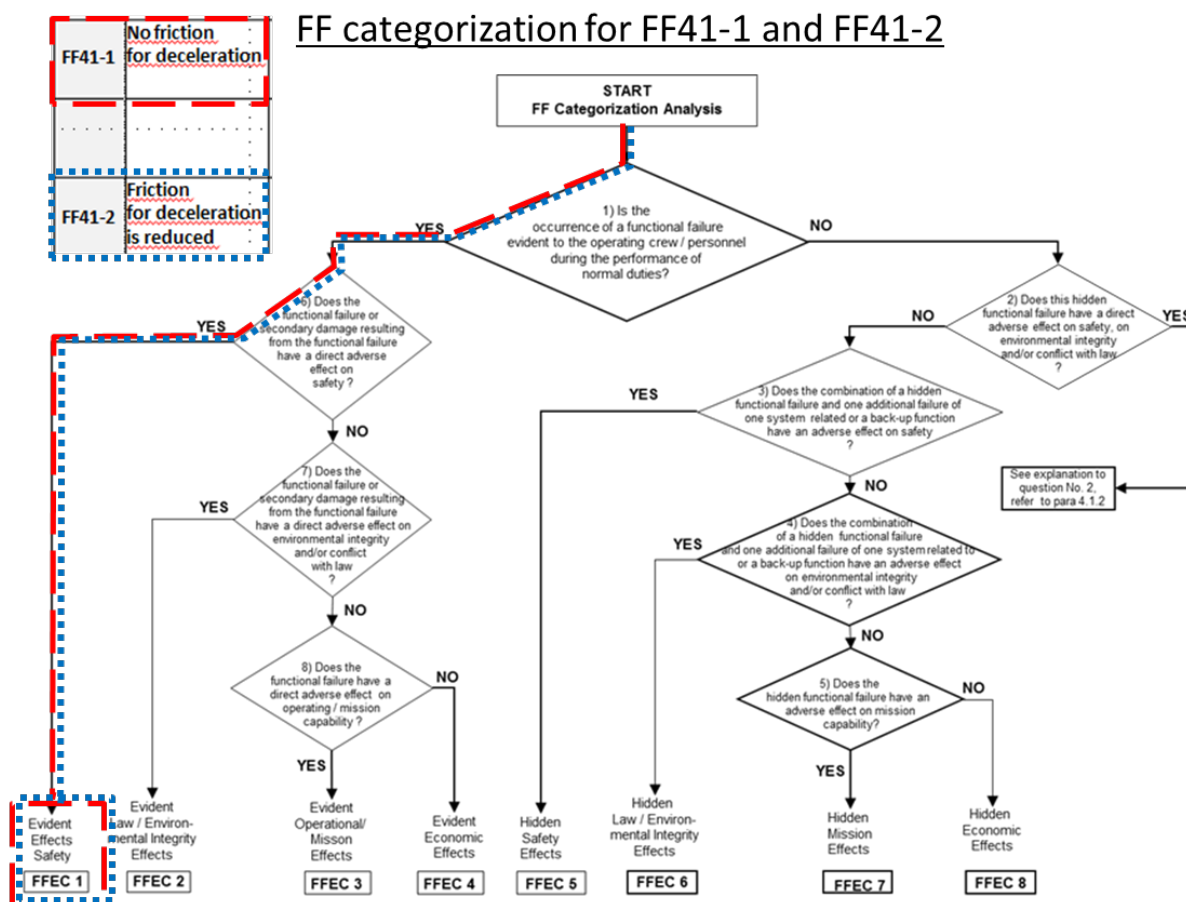 FF categorization for FF41-1 and FF41-2
FF41-1
No friction
for deceleration
FF41-2
Friction
for deceleration
is reduced
START
FF Categorization Analysis
1) Is the
occurrence of a functional failure
evident to the operating crew / personnel
during the performance of
normal duties?
YES
NO
6) Does the
functional failure or
secondary damage resulting
from the functional failure
have a direct adverse
effect on
safety ?
YES
NO
2) Does this hidden
functional failure have a direct
adverse effect on safety, on
environmental integrity
and/or conflict with law
?
NO
YES
3) Does the combination of a hidden
functional failure and one additional failure of
one system related or a back-up function
have an adverse effect on safety
?
YES
NO
See explanation to
question No. 2,
refer to para 4.1.2
7) Does the
functional failure or
secondary damage resulting
from the functional failure
have a direct adverse effect on
environmental integrity
and/or conflict
with law
?
YES
NO
4) Does the combination
of a hidden functional failure
and one additional failure of one system related to
or a back-up function have an adverse effect
on environmental integrity
and/or conflict with law
?
YES
NO
8) Does the
functional failure have a
direct adverse effect on
operating / mission
capability ?
NO
YES
5) Does the
hidden functional failure have an
adverse effect on mission
capability?
NO
YES
Evident
Effects
Safety
FFEC 1
Evident
Law / Environ-
mental Integrity
Effects
FFEC 2
Evident
Operational/
Misson
Effects
FFEC 3
Evident
Economic
Effects
FFEC 4
Hidden
Safety
Effects
FFEC 5
Hidden
Law / Environ-
mental Integrity
Effects
FFEC 6
Hidden
Mission
Effects
FFEC 7
Hidden
Economic
Effects
FFEC 8